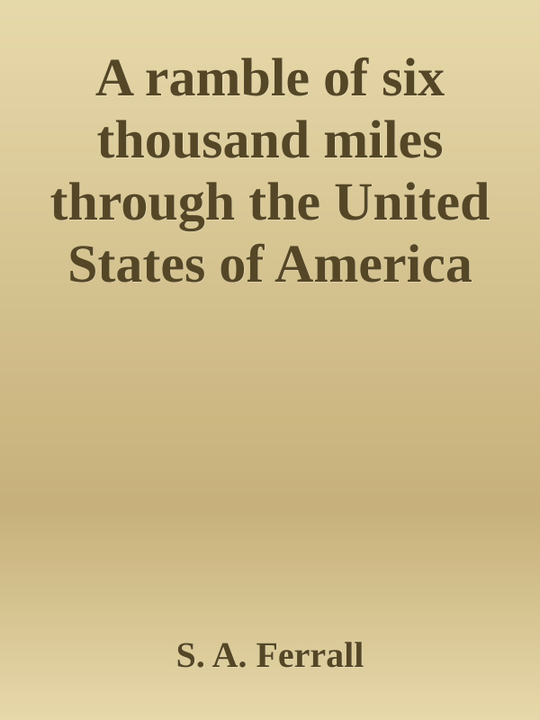 A ramble of six
thousand miles
through the United
States of America
S. A. Ferrall